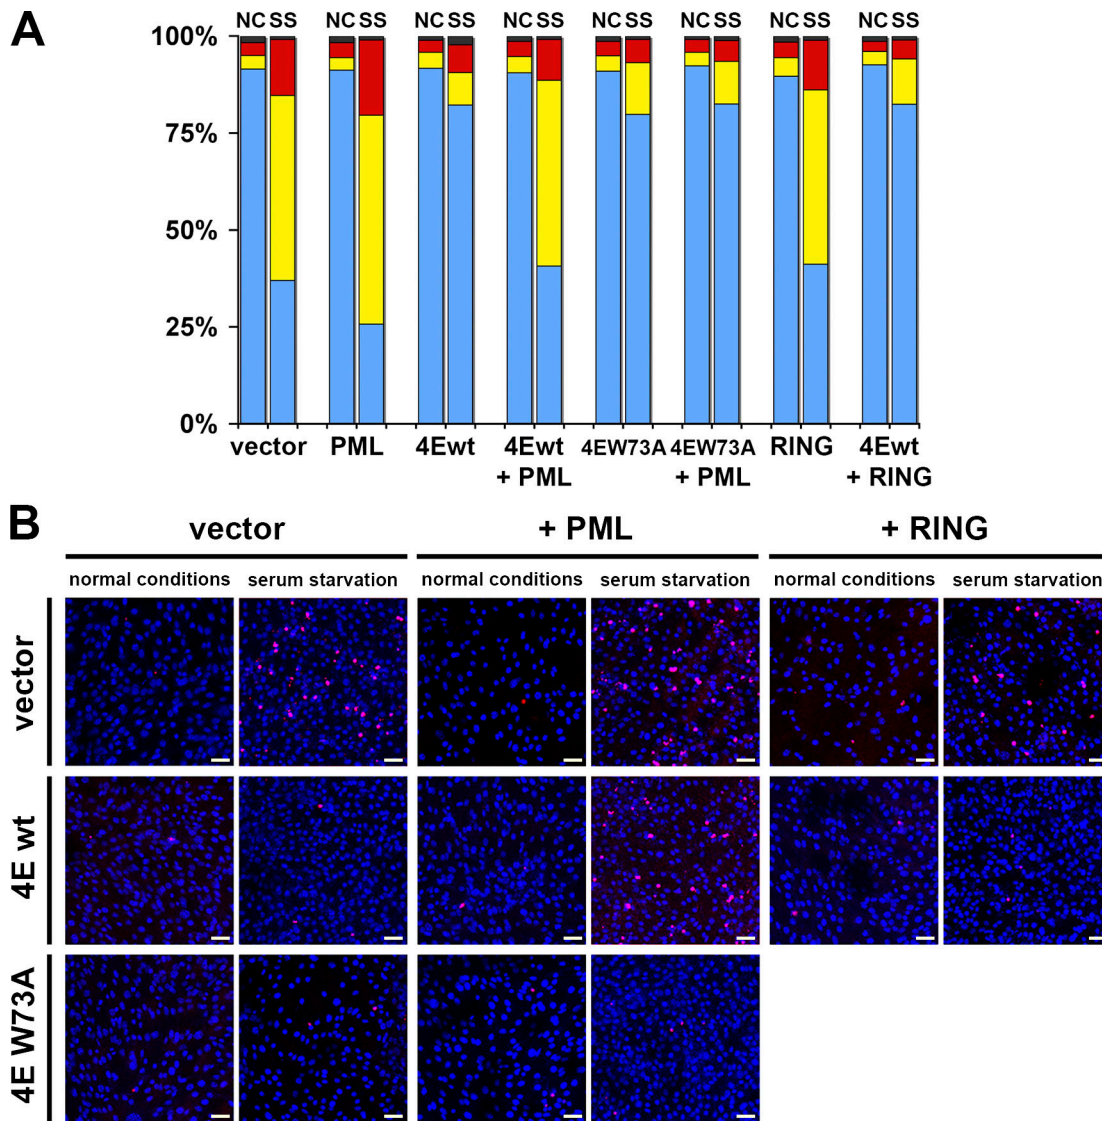 A
NC SS NC SS NC SS NC SS NC SS NC SS NC SS NC SS
100%
75%
50%
25%
0%
vector PML 4Ewt 4Ewt 4EW73A 4EW73A RING 4Ewt
+ PML + PML + RING
B
vector + PML + RING
normal conditions serum starvation normal conditions serum starvation normal conditions serum starvation
vector
4E wt
4E W73A